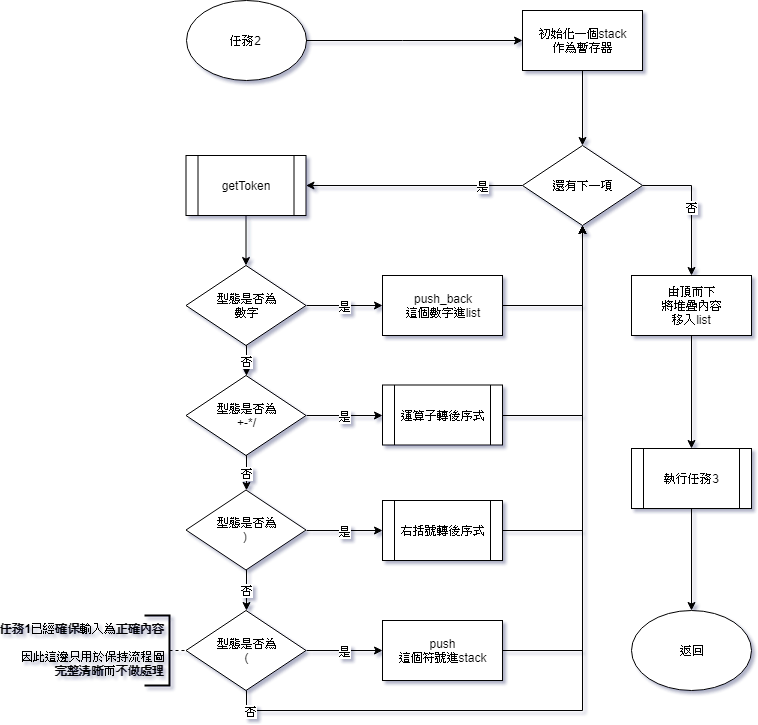 任務2
初始化一個stack
作為暫存器
還有下一項
是
否
getToken
型態是否為
數字
是
push_back
這個數字進list
由頂而下
將堆疊內容
移入list
否
型態是否為
+-*/
是
運算子轉後序式
否
執行任務3
型態是否為
)
是
右括號轉後序式
否
任務1已經確保輸入為正確內容
因此這邊只用於保持流程圖
完整清晰而不做處理
型態是否為
(
是
push
這個符號進stack
返回
否